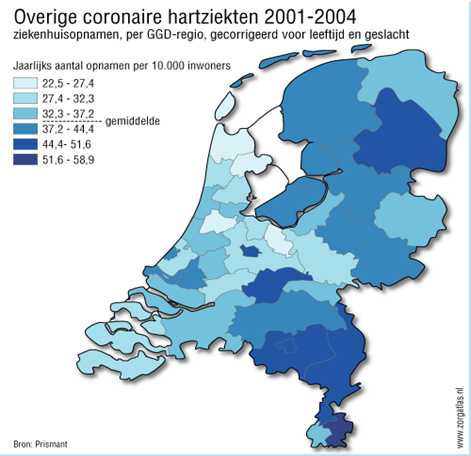 Overige coronaire hartziekten 2001-2004
ziekenhuisopnamen, per GGD-regio, gecorrigeerd voor leeftijd en geslacht
Jaarlijks aantal opnamen per 10.000 inwoners
22,5 - 27,4
27,4 - 32,3
32,3 - 37,2
gemiddelde
37,2 - 44,4
44,4- 51,6
51,6 - 58,9
www.zorgatlas.nl
Bron: Prismant